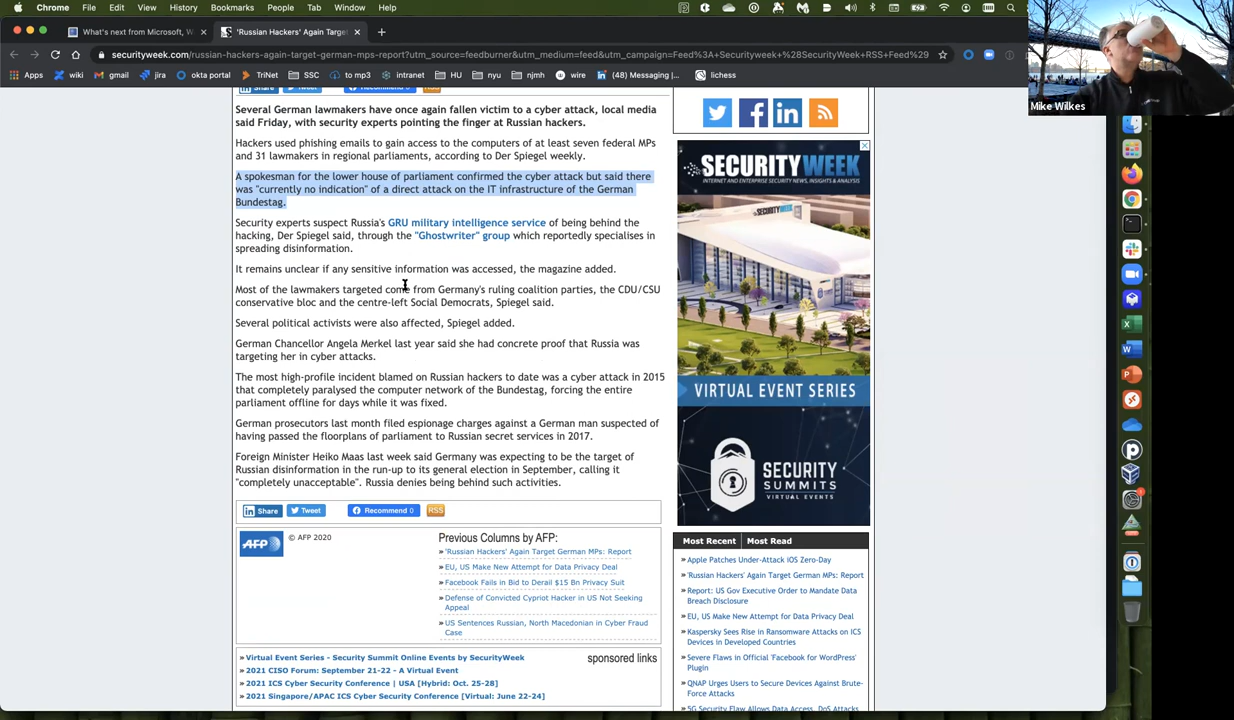 Chrome File Edit View History Bookmarks People Tab Window Help
What's next from Microsoft, W
'Russian Hackers' Again Targe
securityweek.com/russian-hackers-again-target-german-mps-report?utm_source=feedburner&utm_medium=feed&utm_campaign=Feed%3A+Securityweek+%28SecurityWeek+RSS+Feed%29
Apps wiki gmail jira okta portal TriNet SSC to mp3 intranet HU nyu njmh wire (48) Messaging |... lichess
Mike Wilkes
Share Tweet Recommend 0 RSS
Several German lawmakers have once again fallen victim to a cyber attack, local media
said Friday, with security experts pointing the finger at Russian hackers.
Hackers used phishing emails to gain access to the computers of at least seven federal MPs
and 31 lawmakers in regional parliaments, according to Der Spiegel weekly.
A spokesman for the lower house of parliament confirmed the cyber attack but said there
was "currently no indication" of a direct attack on the IT infrastructure of the German
Bundestag.
Security experts suspect Russia's GRU military intelligence service of being behind the
hacking, Der Spiegel said, through the "Ghostwriter" group which reportedly specialises in
spreading disinformation.
It remains unclear if any sensitive information was accessed, the magazine added.
Most of the lawmakers targeted come from Germany's ruling coalition parties, the CDU/CSU
conservative bloc and the centre-left Social Democrats, Spiegel said.
Several political activists were also affected, Spiegel added.
German Chancellor Angela Merkel last year said she had concrete proof that Russia was
targeting her in cyber attacks.
The most high-profile incident blamed on Russian hackers to date was a cyber attack in 2015
that completely paralysed the computer network of the Bundestag, forcing the entire
parliament offline for days while it was fixed.
German prosecutors last month filed espionage charges against a German man suspected of
having passed the floorplans of parliament to Russian secret services in 2017.
Foreign Minister Heiko Maas last week said Germany was expecting to be the target of
Russian disinformation in the run-up to its general election in September, calling it
"completely unacceptable". Russia denies being behind such activities.
Share Tweet Recommend 0 RSS
AFP
© AFP 2020
Previous Columns by AFP:
'Russian Hackers' Again Target German MPs: Report
EU, US Make New Attempt for Data Privacy Deal
Facebook Fails in Bid to Derail $15 Bn Privacy Suit
Defense of Convicted Cypriot Hacker in US Not Seeking
Appeal
US Sentences Russian, North Macedonian in Cyber Fraud
Case
sponsored links
Virtual Event Series - Security Summit Online Events by SecurityWeek
2021 CISO Forum: September 21-22 - A Virtual Event
2021 ICS Cyber Security Conference | USA [Hybrid: Oct. 25-28]
2021 Singapore/APAC ICS Cyber Security Conference [Virtual: June 22-24]
SECURITYWEEK
INTERNET AND ENTERPRISE SECURITY NEWS, INSIGHTS & ANALYSIS
VIRTUAL EVENT SERIES
SECURITY
SUMMITS
VIRTUAL EVENTS
Most Recent Most Read
Apple Patches Under-Attack iOS Zero-Day
'Russian Hackers' Again Target German MPs: Report
Report: US Gov Executive Order to Mandate Data
Breach Disclosure
EU, US Make New Attempt for Data Privacy Deal
Kaspersky Sees Rise in Ransomware Attacks on ICS
Devices in Developed Countries
Severe Flaws in Official 'Facebook for WordPress'
Plugin
QNAP Urges Users to Secure Devices Against Brute-
Force Attacks
5G Security Flaw Allows Data Access, DoS Attacks